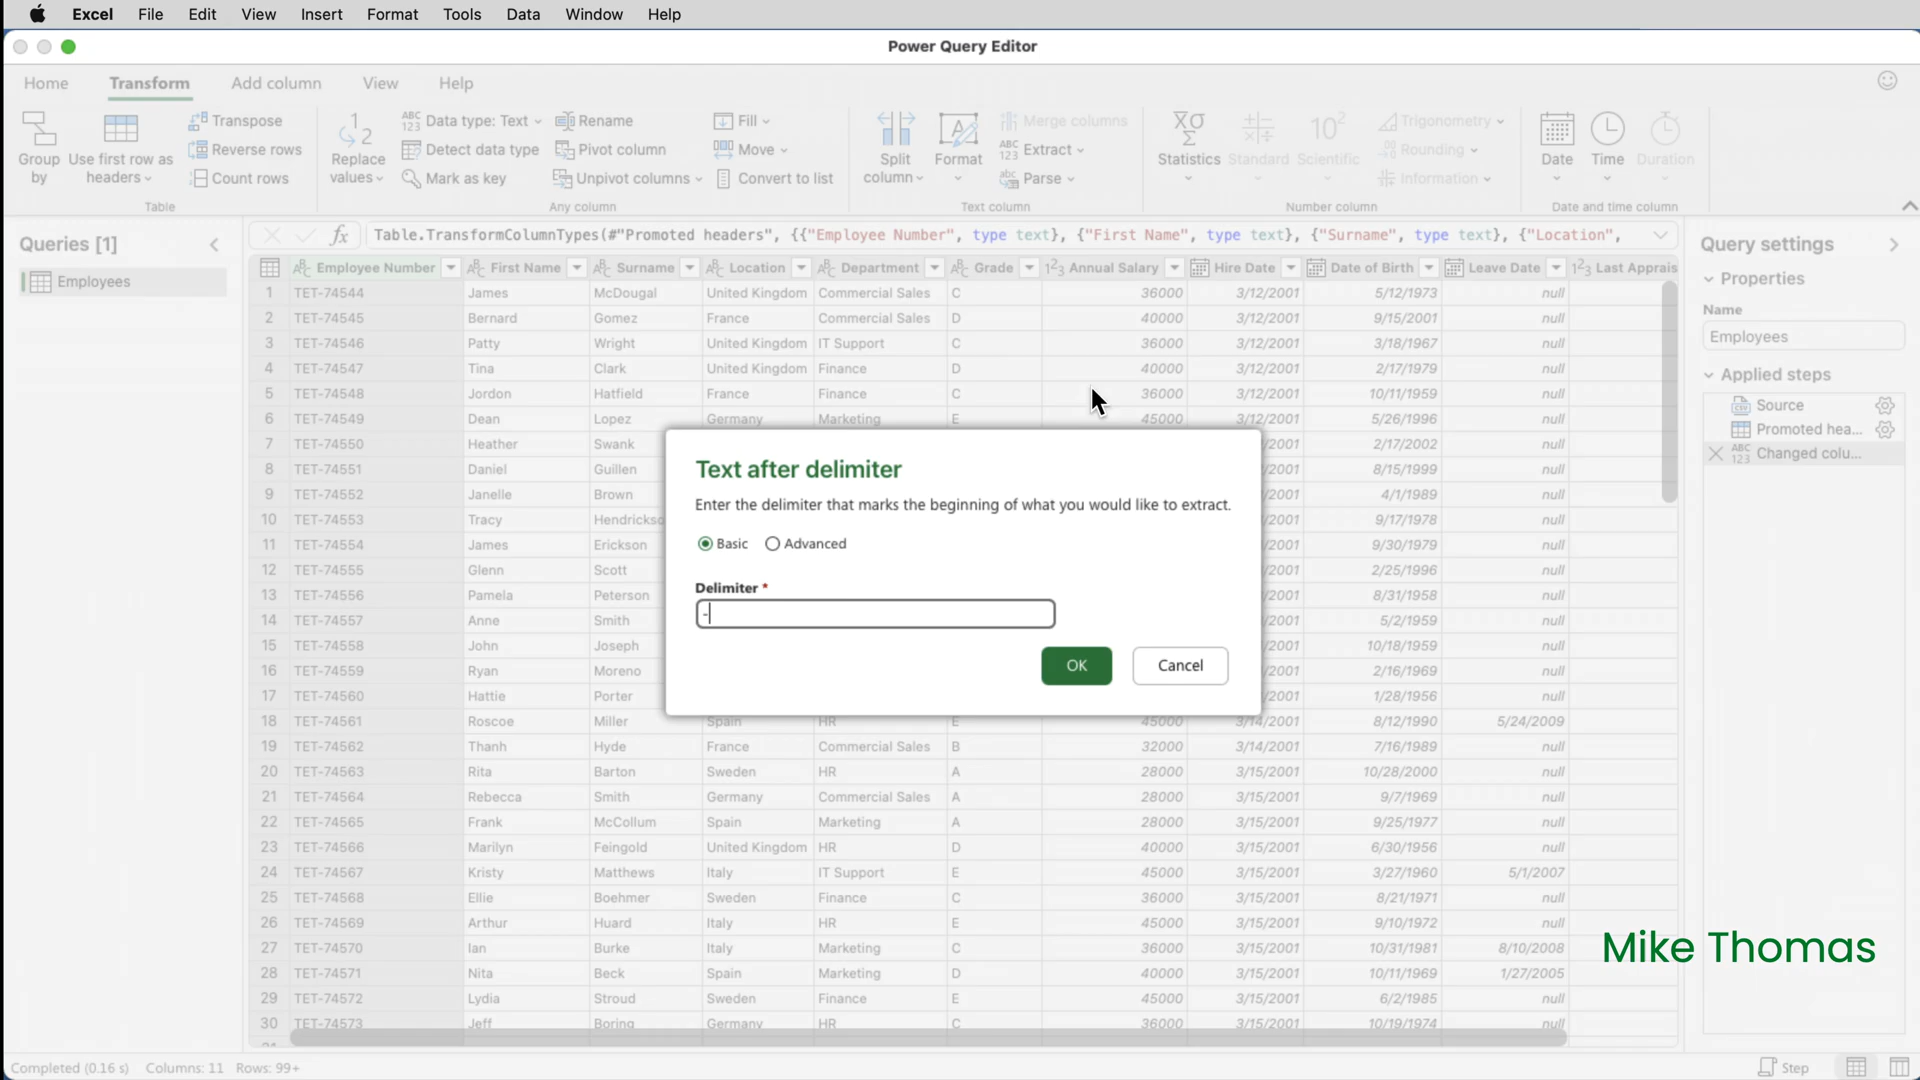 Excel File Edit View Insert Format Tools Data Window Help
Power Query Editor
Home Transform Add column View Help
Group by
Use first row as headers
Transpose
Reverse rows
Count rows
Table
Replace values
Data type: Text
Detect data type
Mark as key
Rename
Pivot column
Unpivot columns
Fill
Move
Convert to list
Any column
Split column
Format
Merge columns
Extract
Parse
Text column
Statistics
Standard
Scientific
Trigonometry
Rounding
Information
Number column
Date
Time
Duration
Date and time column
Queries [1]
Employees
fx Table.TransformColumnTypes(#"Promoted headers", {{"Employee Number", type text}, {"First Name", type text}, {"Surname", type text}, {"Location",
Employee Number First Name Surname Location Department Grade Annual Salary Hire Date Date of Birth Leave Date Last Apprais
1 TET-74544 James McDougal United Kingdom Commercial Sales C 36000 3/12/2001 5/12/1973 null
2 TET-74545 Bernard Gomez France Commercial Sales D 40000 3/12/2001 9/15/2001 null
3 TET-74546 Patty Wright United Kingdom IT Support C 36000 3/12/2001 3/18/1967 null
4 TET-74547 Tina Clark United Kingdom Finance D 40000 3/12/2001 2/17/1979 null
5 TET-74548 Jordon Hatfield France Finance C 36000 3/12/2001 10/11/1959 null
6 TET-74549 Dean Lopez Germany Marketing E 45000 3/12/2001 5/26/1996 null
7 TET-74550 Heather Swank /2001 2/17/2002 null
8 TET-74551 Daniel Guillen /2001 8/15/1999 null
9 TET-74552 Janelle Brown /2001 4/1/1989 null
10 TET-74553 Tracy Hendrickso /2001 9/17/1978 null
11 TET-74554 James Erickson /2001 9/30/1979 null
12 TET-74555 Glenn Scott /2001 2/25/1996 null
13 TET-74556 Pamela Peterson /2001 8/31/1958 null
14 TET-74557 Anne Smith /2001 5/2/1959 null
15 TET-74558 John Joseph /2001 10/18/1959 null
16 TET-74559 Ryan Moreno /2001 2/16/1969 null
17 TET-74560 Hattie Porter /2001 1/28/1956 null
18 TET-74561 Roscoe Miller Spain HR E 45000 3/14/2001 8/12/1990 5/24/2009
19 TET-74562 Thanh Hyde France Commercial Sales B 32000 3/14/2001 7/16/1989 null
20 TET-74563 Rita Barton Sweden HR A 28000 3/15/2001 10/28/2000 null
21 TET-74564 Rebecca Smith Germany Commercial Sales A 28000 3/15/2001 9/7/1969 null
22 TET-74565 Frank McCollum Spain Marketing A 28000 3/15/2001 9/25/1977 null
23 TET-74566 Marilyn Feingold United Kingdom HR D 40000 3/15/2001 6/30/1956 null
24 TET-74567 Kristy Matthews Italy IT Support E 45000 3/15/2001 3/27/1960 5/1/2007
25 TET-74568 Ellie Boehmer Sweden Finance C 36000 3/15/2001 8/21/1971 null
26 TET-74569 Arthur Huard Italy HR E 45000 3/15/2001 9/10/1972 null
27 TET-74570 Ian Burke Italy Marketing C 36000 3/15/2001 10/31/1981 8/10/2008
28 TET-74571 Nita Beck Spain Marketing D 40000 3/15/2001 10/11/1969 1/27/2005
29 TET-74572 Lydia Stroud Sweden Finance E 45000 3/15/2001 6/2/1985 null
30 TET-74573 Jeff Boring Germany HR C 36000 3/15/2001 10/19/1974 null
Text after delimiter
Enter the delimiter that marks the beginning of what you would like to extract.
Basic Advanced
Delimiter *
-
OK Cancel
Query settings
Properties
Name
Employees
Applied steps
Source
Promoted hea...
Changed colu...
Mike Thomas
Completed (0.16 s) Columns: 11 Rows: 99+
Step